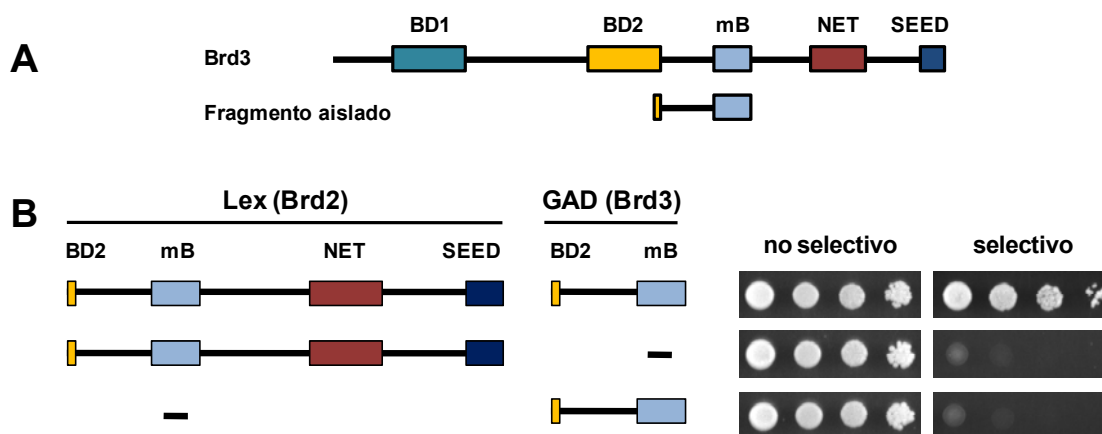 A
BD1 BD2 mB NET SEED
Brd3
Fragmento aislado
B
Lex (Brd2) GAD (Brd3)
BD2 mB NET SEED BD2 mB
no selectivo selectivo